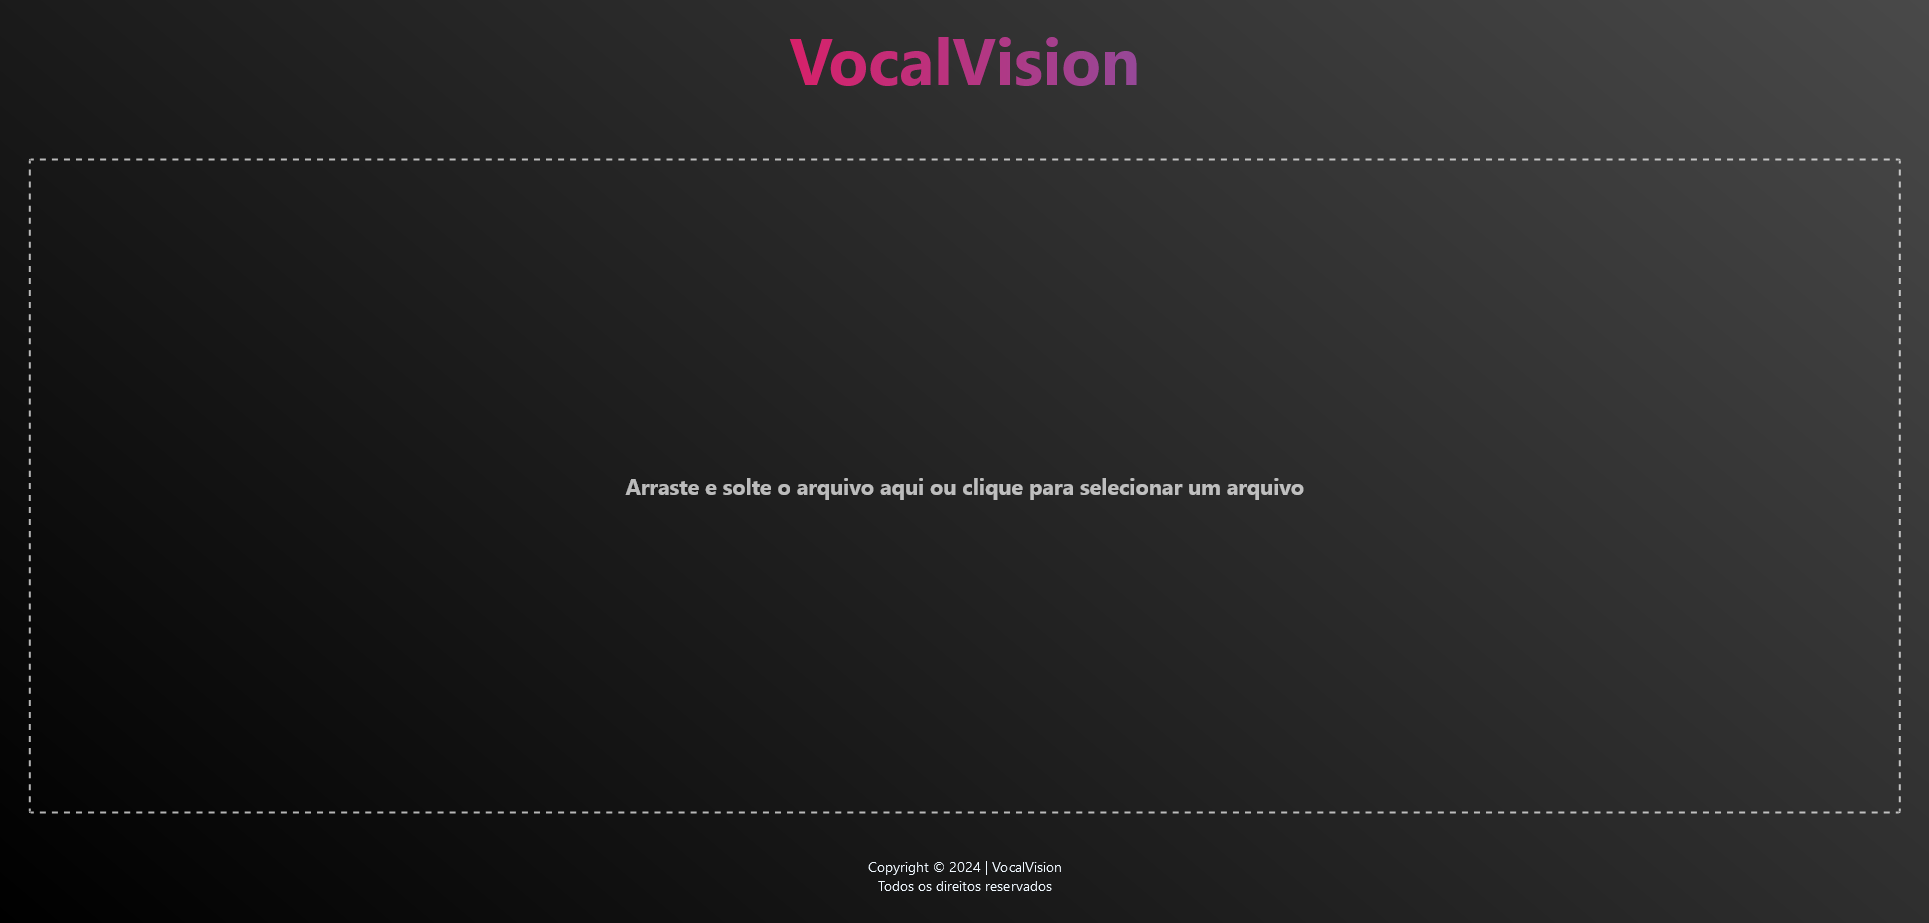 VocalVision
Arraste e solte o arquivo aqui ou clique para selecionar um arquivo
Copyright © 2024 | VocalVision
Todos os direitos reservados